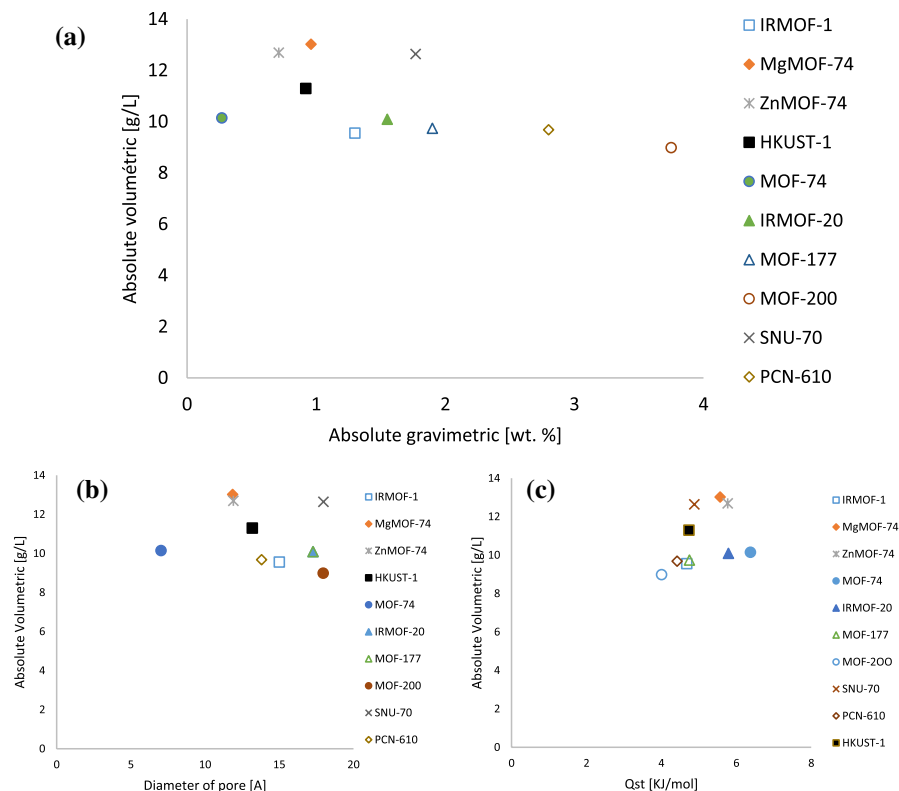 (a)
Absolute volumétric [g/L]
14
12
10
8
6
4
2
0
0 1 2 3 4
Absolute gravimetric [wt. %]
IRMOF-1
MgMOF-74
ZnMOF-74
HKUST-1
MOF-74
IRMOF-20
MOF-177
MOF-200
SNU-70
PCN-610
(b)
Absolute Volumetric [g/L]
14
12
10
8
6
4
2
0
0 5 10 15 20
Diameter of pore [A]
IRMOF-1
MgMOF-74
ZnMOF-74
HKUST-1
MOF-74
IRMOF-20
MOF-177
MOF-200
SNU-70
PCN-610
(c)
Absolute Volumetric [g/L]
14
12
10
8
6
4
2
0
0 2 4 6 8
Qst [KJ/mol]
IRMOF-1
MgMOF-74
ZnMOF-74
MOF-74
IRMOF-20
MOF-177
MOF-2OO
SNU-70
PCN-610
HKUST-1